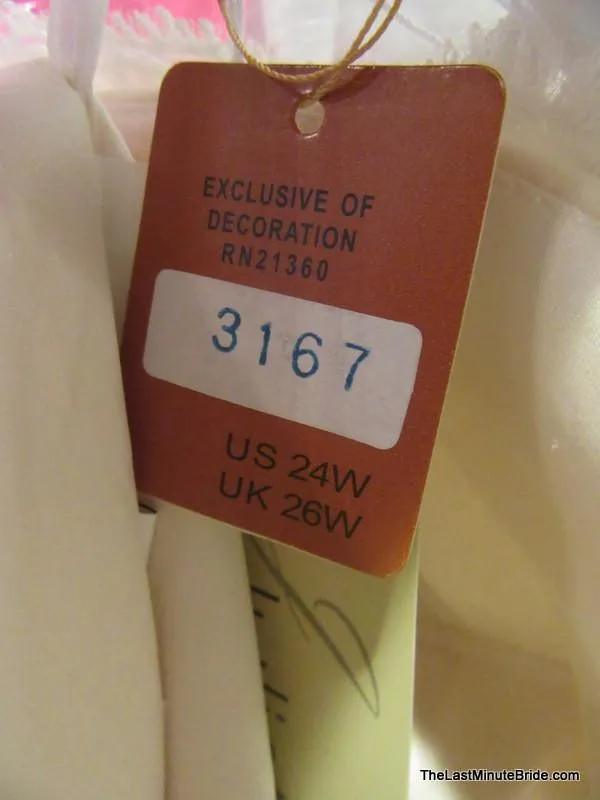 EXCLUSIVE OF
DECORATION
RN21360
3167
US 24W
UK 26W
TheLastMinuteBride.com